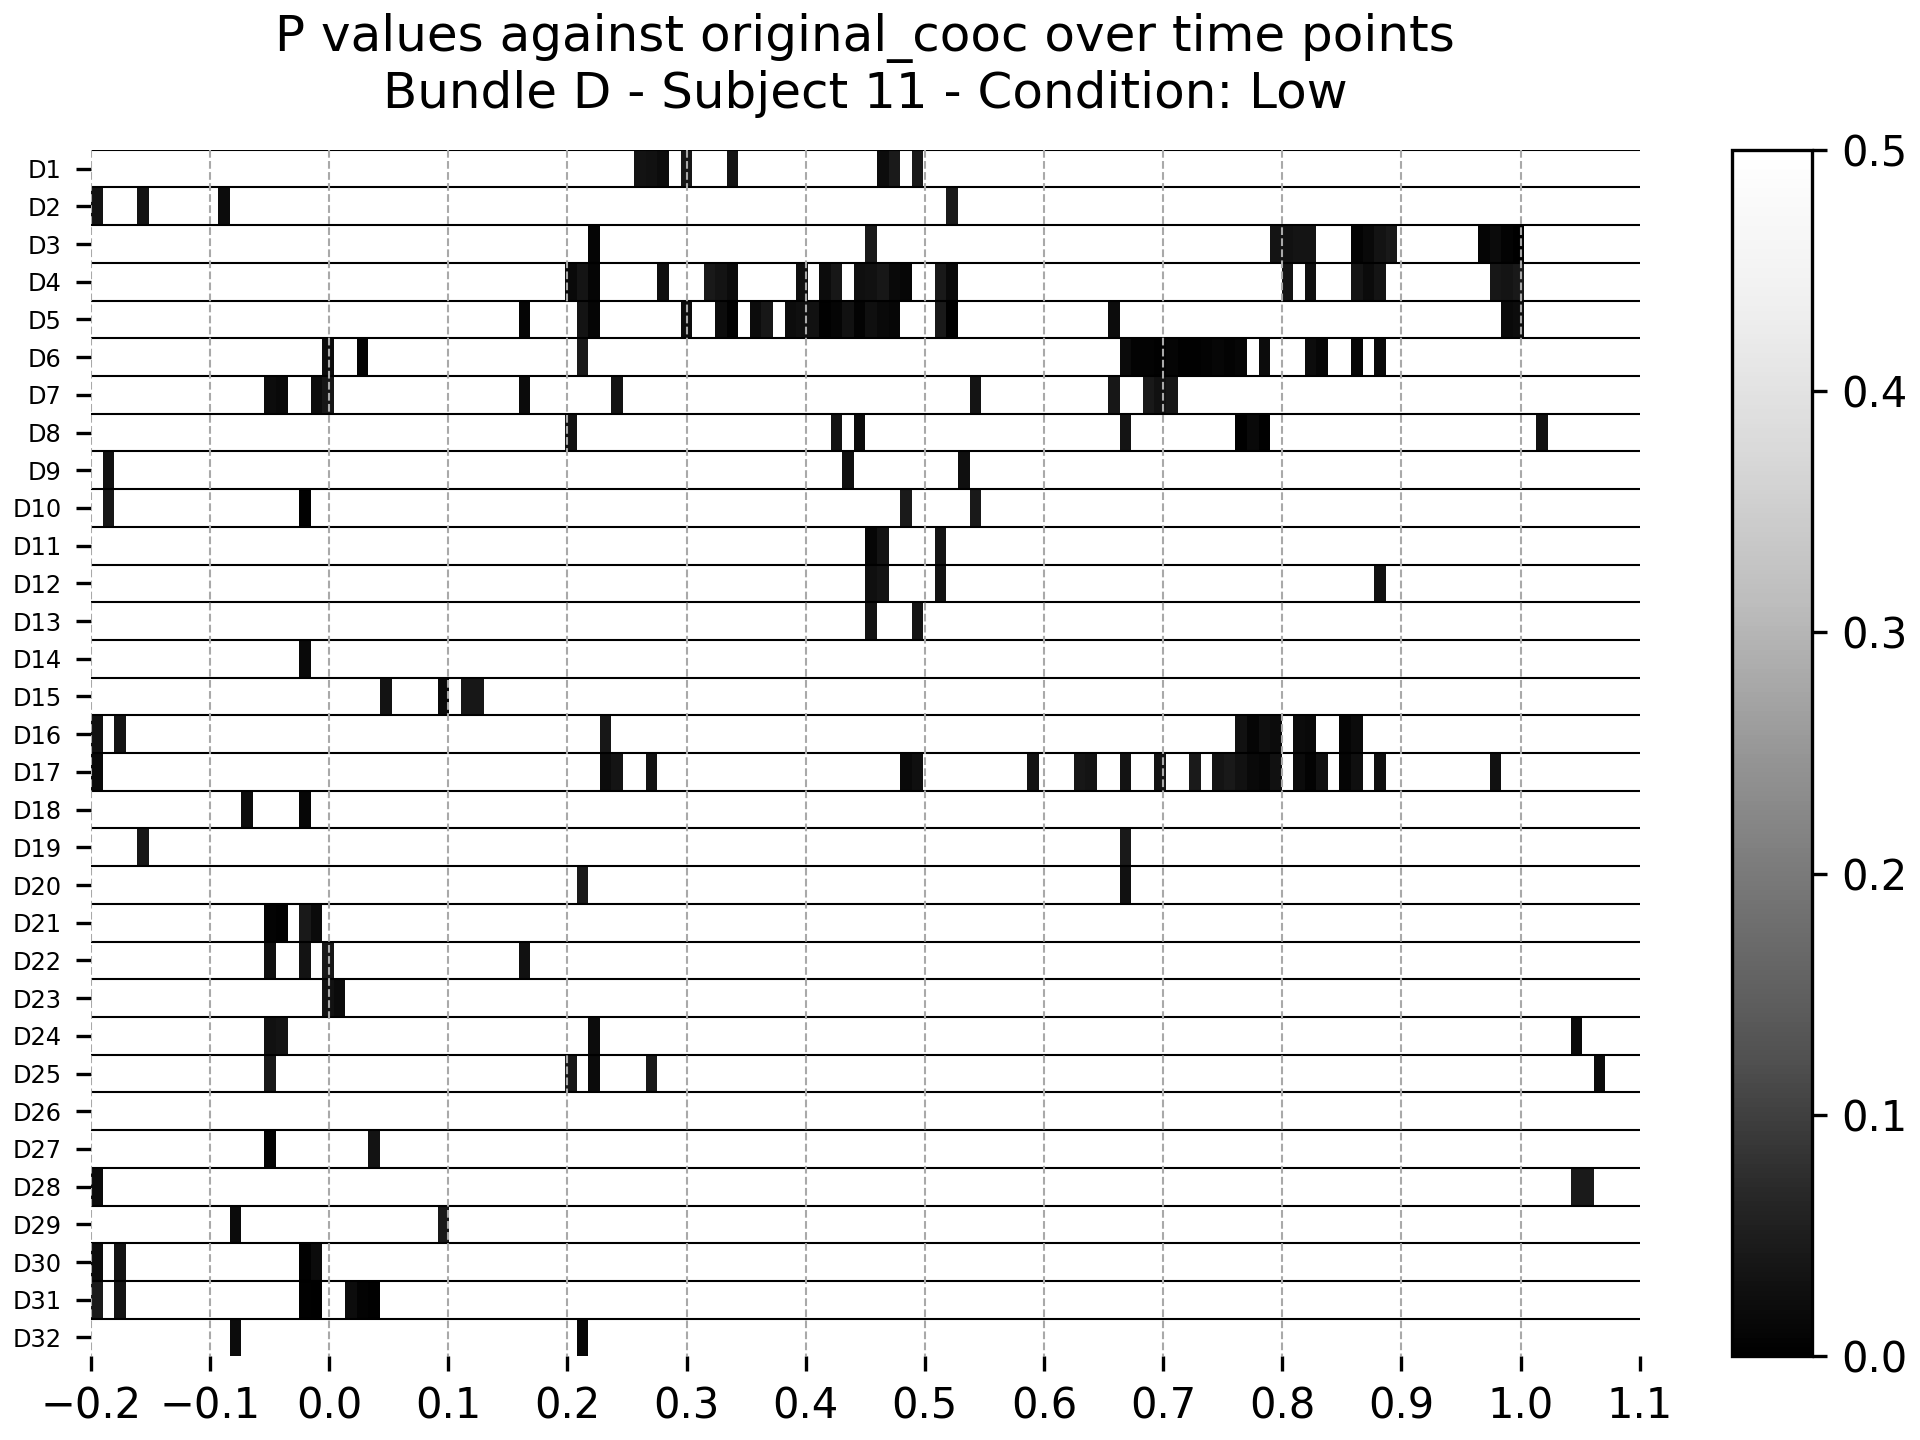 P values against original_cooc over time points
Bundle D - Subject 11 - Condition: Low
D1
D2
D3
D4
D5
D6
D7
D8
D9
D10
D11
D12
D13
D14
D15
D16
D17
D18
D19
D20
D21
D22
D23
D24
D25
D26
D27
D28
D29
D30
D31
D32
−0.2 −0.1 0.0 0.1 0.2 0.3 0.4 0.5 0.6 0.7 0.8 0.9 1.0 1.1
0.5
0.4
0.3
0.2
0.1
0.0